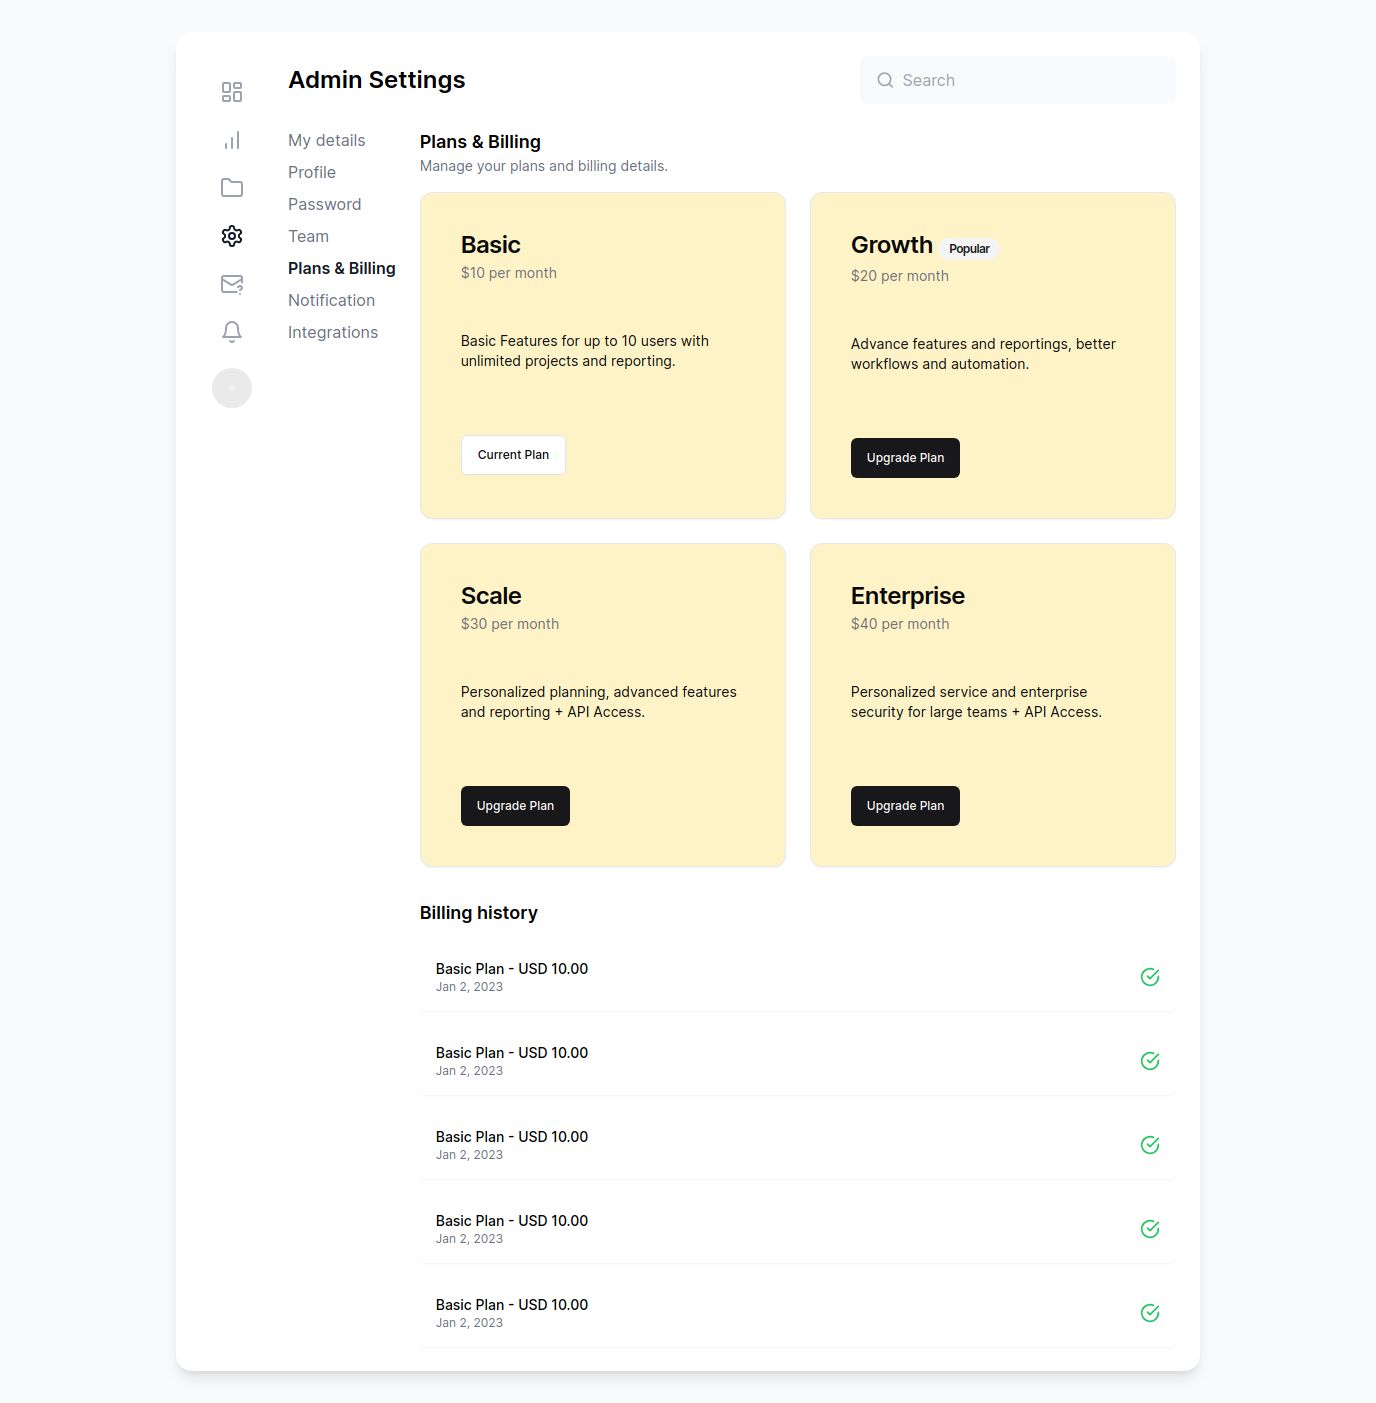 Admin Settings
Search
My details
Profile
Password
Team
Plans & Billing
Notification
Integrations
Plans & Billing
Manage your plans and billing details.
Basic
$10 per month
Basic Features for up to 10 users with
unlimited projects and reporting.
Current Plan
Growth Popular
$20 per month
Advance features and reportings, better
workflows and automation.
Upgrade Plan
Scale
$30 per month
Personalized planning, advanced features
and reporting + API Access.
Upgrade Plan
Enterprise
$40 per month
Personalized service and enterprise
security for large teams + API Access.
Upgrade Plan
Billing history
Basic Plan - USD 10.00
Jan 2, 2023
Basic Plan - USD 10.00
Jan 2, 2023
Basic Plan - USD 10.00
Jan 2, 2023
Basic Plan - USD 10.00
Jan 2, 2023
Basic Plan - USD 10.00
Jan 2, 2023